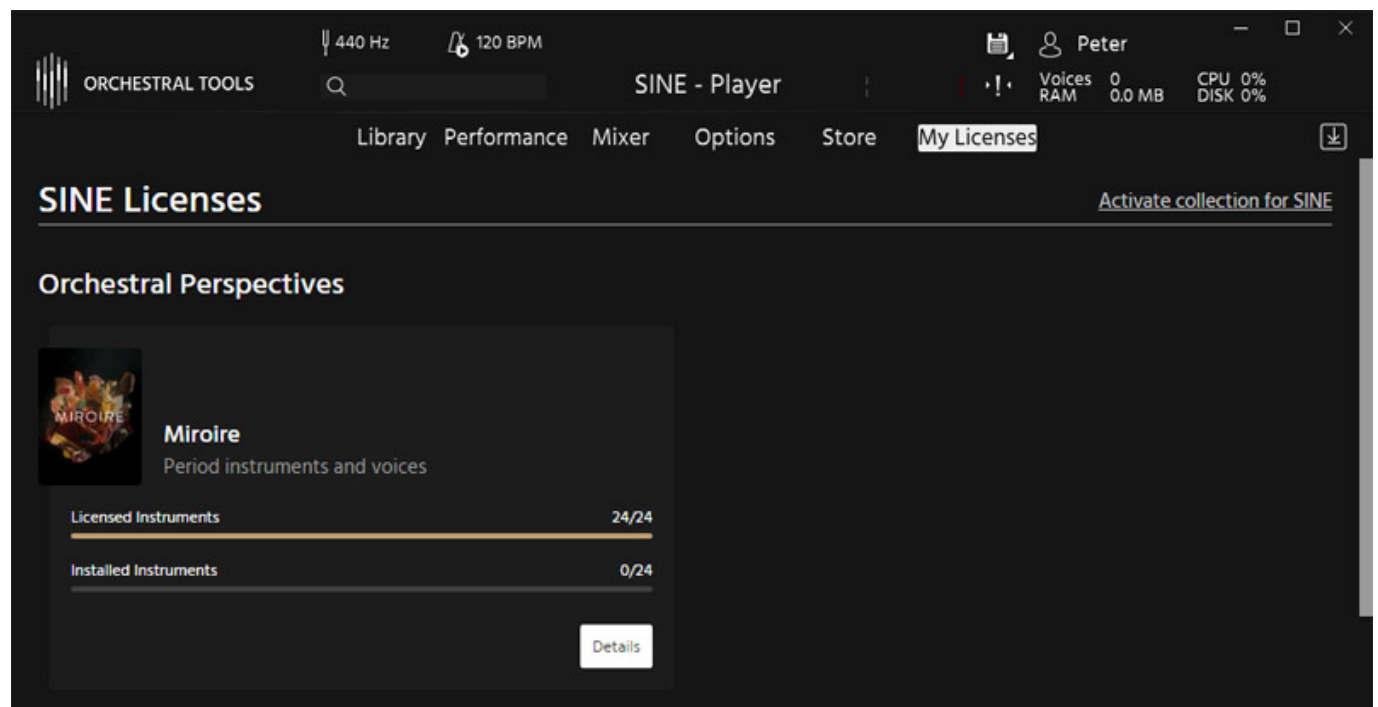 440 Hz 120 BPM Peter
ORCHESTRAL TOOLS SINE - Player Voices 0 CPU 0%
RAM 0.0 MB DISK 0%
Library Performance Mixer Options Store My Licenses
SINE Licenses Activate collection for SINE
Orchestral Perspectives
MIROIRE
Miroire
Period instruments and voices
Licensed Instruments 24/24
Installed Instruments 0/24
Details